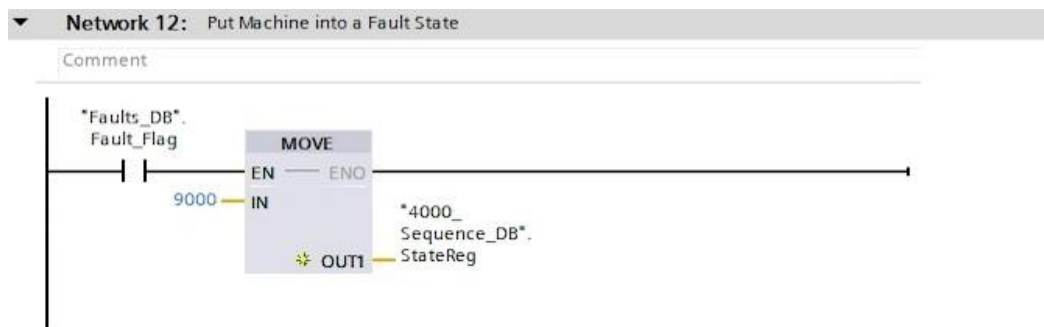 Network 12: Put Machine into a Fault State
Comment
"Faults_DB".
Fault_Flag
MOVE
EN ENO
9000 IN
"4000_
Sequence_DB".
OUT1 StateReg